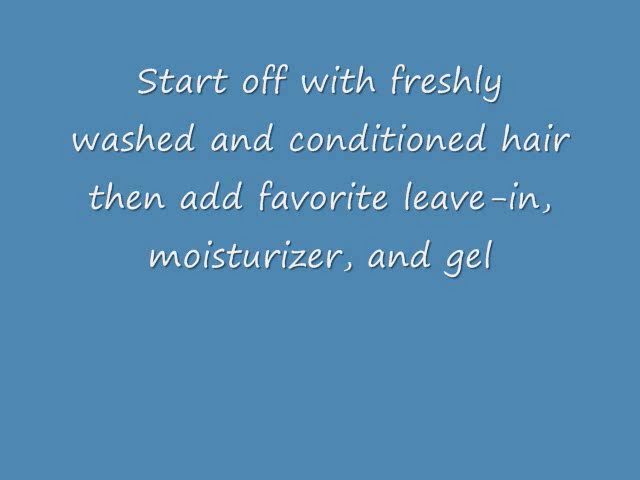 Start off with freshly
washed and conditioned hair
then add favorite leave-in,
moisturizer, and gel